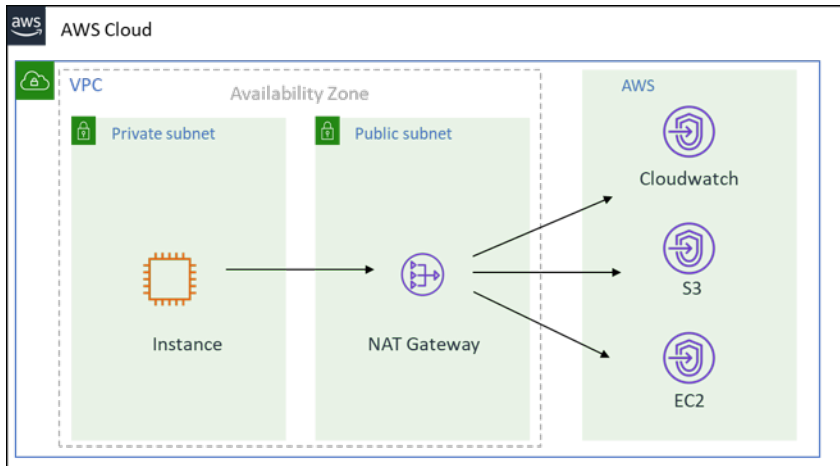 aws
AWS Cloud
VPC
Availability Zone
AWS
Private subnet
Public subnet
Cloudwatch
S3
Instance
NAT Gateway
EC2